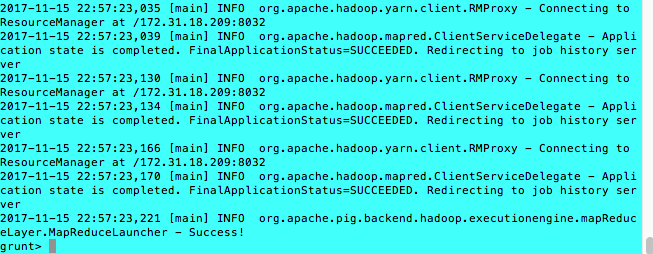 2017-11-15 22:57:23,035 [main] INFO  org.apache.hadoop.yarn.client.RMProxy - Connecting to
ResourceManager at /172.31.18.209:8032
2017-11-15 22:57:23,039 [main] INFO  org.apache.hadoop.mapred.ClientServiceDelegate - Appli
cation state is completed. FinalApplicationStatus=SUCCEEDED. Redirecting to job history ser
ver
2017-11-15 22:57:23,130 [main] INFO  org.apache.hadoop.yarn.client.RMProxy - Connecting to
ResourceManager at /172.31.18.209:8032
2017-11-15 22:57:23,134 [main] INFO  org.apache.hadoop.mapred.ClientServiceDelegate - Appli
cation state is completed. FinalApplicationStatus=SUCCEEDED. Redirecting to job history ser
ver
2017-11-15 22:57:23,166 [main] INFO  org.apache.hadoop.yarn.client.RMProxy - Connecting to
ResourceManager at /172.31.18.209:8032
2017-11-15 22:57:23,170 [main] INFO  org.apache.hadoop.mapred.ClientServiceDelegate - Appli
cation state is completed. FinalApplicationStatus=SUCCEEDED. Redirecting to job history ser
ver
2017-11-15 22:57:23,221 [main] INFO  org.apache.pig.backend.hadoop.executionengine.mapReduc
eLayer.MapReduceLauncher - Success!
grunt>